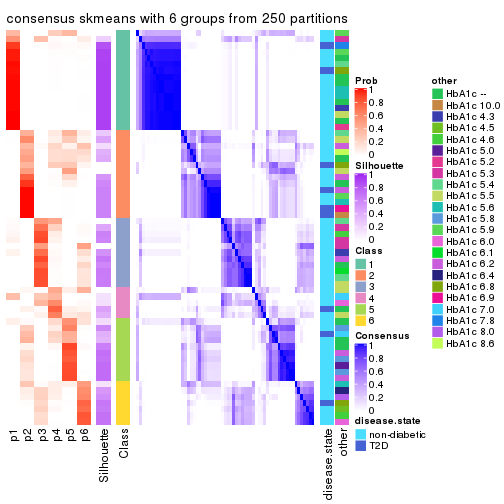 consensus skmeans with 6 groups from 250 partitions
p1
p2
p3
p4
p5
p6
Silhouette
Class
disease.state
other
Prob
1
0.8
0.6
0.4
0.2
0
Silhouette
1
0.8
0.6
0.4
0.2
0
Class
1
2
3
4
5
6
Consensus
1
0.8
0.6
0.4
0.2
0
disease.state
non-diabetic
T2D
other
HbA1c --
HbA1c 10.0
HbA1c 4.3
HbA1c 4.5
HbA1c 4.6
HbA1c 5.0
HbA1c 5.2
HbA1c 5.3
HbA1c 5.4
HbA1c 5.5
HbA1c 5.6
HbA1c 5.8
HbA1c 5.9
HbA1c 6.0
HbA1c 6.1
HbA1c 6.2
HbA1c 6.4
HbA1c 6.8
HbA1c 6.9
HbA1c 7.0
HbA1c 7.8
HbA1c 8.0
HbA1c 8.6